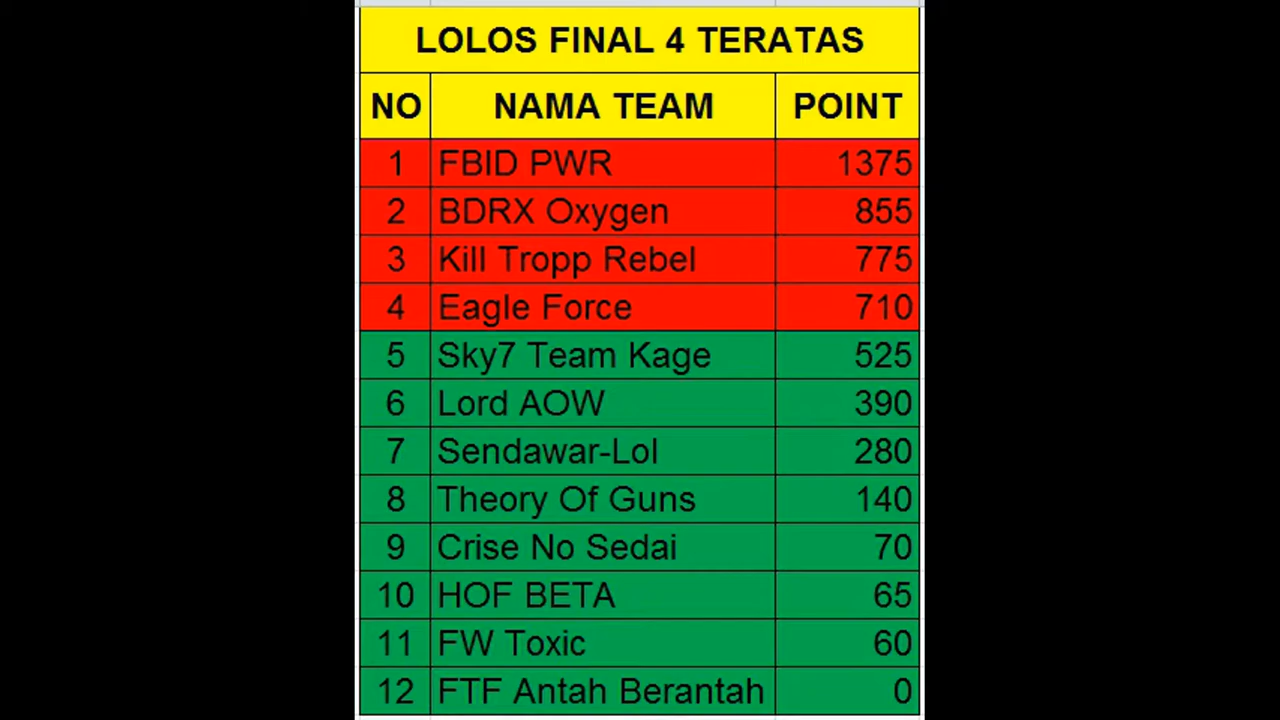 LOLOS FINAL 4 TERATAS
NO NAMA TEAM POINT
1 FBID PWR 1375
2 BDRX Oxygen 855
3 Kill Tropp Rebel 775
4 Eagle Force 710
5 Sky7 Team Kage 525
6 Lord AOW 390
7 Sendawar-Lol 280
8 Theory Of Guns 140
9 Crise No Sedai 70
10 HOF BETA 65
11 FW Toxic 60
12 FTF Antah Berantah 0